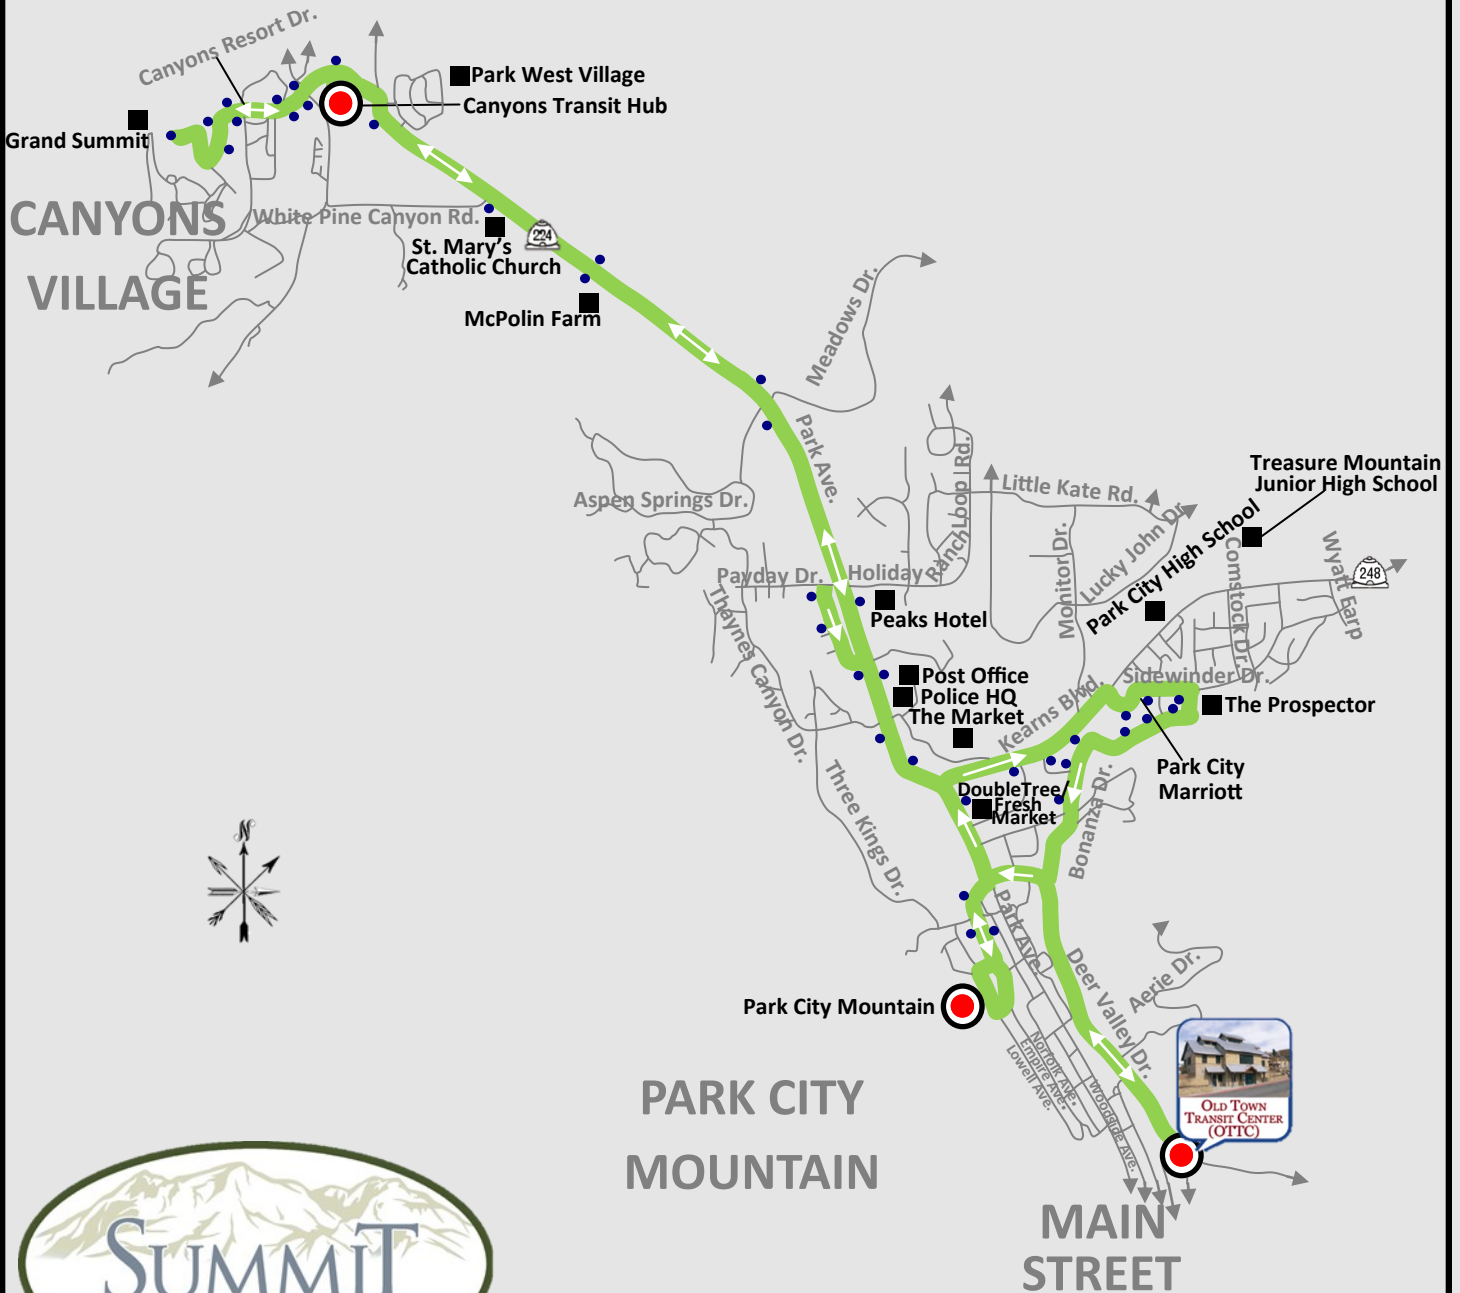 Canyons Resort Dr.
Park West Village
Canyons Transit Hub
Grand Summit
CANYONS
VILLAGE
White Pine Canyon Rd.
St. Mary's
Catholic Church
224
McPolin Farm
Meadows Dr.
Park Ave.
Aspen Springs Dr.
Ranch Loop Rd.
Little Kate Rd.
Treasure Mountain
Junior High School
Park City High School
Lucky John Dr
Monitor Dr.
Comstock Dr.
Wyatt Earp
248
Payday Dr.
Holiday
Peaks Hotel
Thaynes Canyon Dr.
Post Office
Police HQ
The Market
Kearns Blvd.
Sidewinder Dr.
The Prospector
Park City
Marriott
DoubleTree/
Fresh
Market
Bonanza Dr.
Three Kings Dr.
N
Park Ave.
Deer Valley Dr.
Aerie Dr.
Park City Mountain
Norfolk Ave.
Empire Ave.
Lowell Ave.
Woodside Ave.
OLD TOWN
TRANSIT CENTER
(OTTC)
PARK CITY
MOUNTAIN
MAIN
STREET
SUMMIT